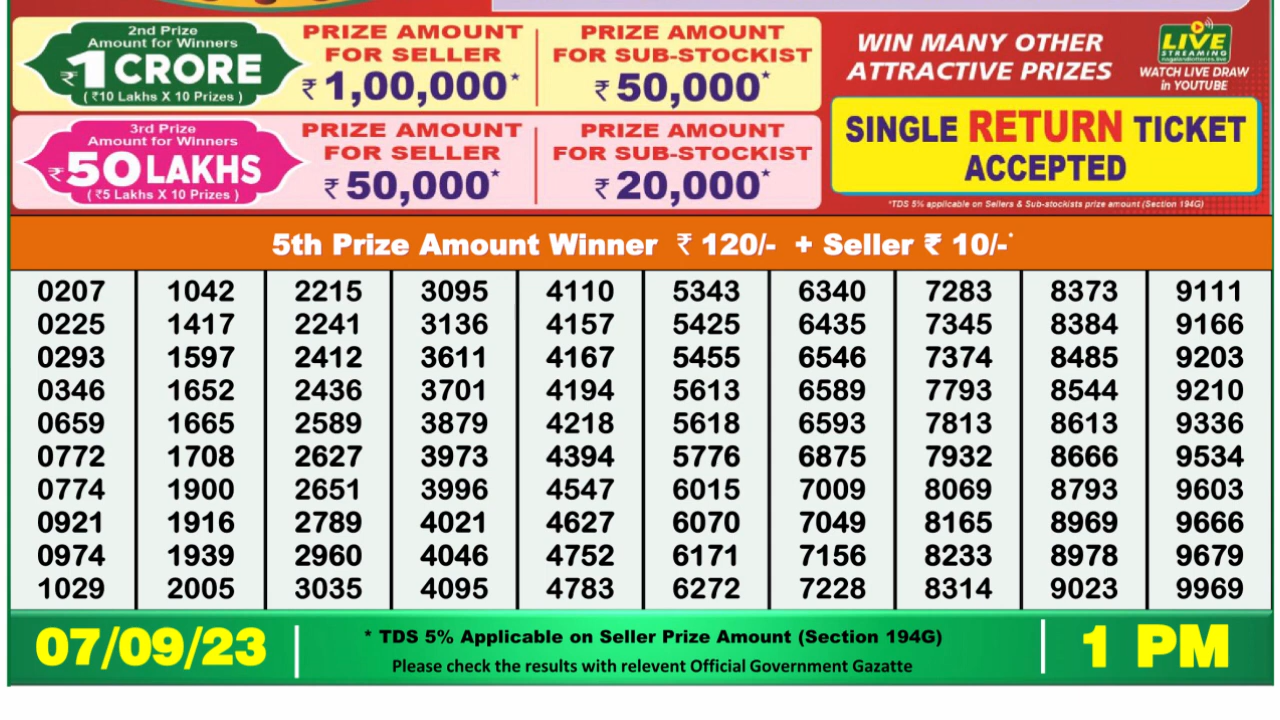 2nd Prize
Amount for Winners
₹1 CRORE
( ₹10 Lakhs X 10 Prizes )
PRIZE AMOUNT
FOR SELLER
₹ 1,00,000*
PRIZE AMOUNT
FOR SUB-STOCKIST
₹ 50,000*
3rd Prize
Amount for Winners
₹50 LAKHS
( ₹5 Lakhs X 10 Prizes )
PRIZE AMOUNT
FOR SELLER
₹ 50,000*
PRIZE AMOUNT
FOR SUB-STOCKIST
₹ 20,000*
WIN MANY OTHER
ATTRACTIVE PRIZES
LIVE
STREAMING
WATCH LIVE DRAW
in YOUTUBE
SINGLE RETURN TICKET
ACCEPTED
*TDS 5% applicable on Sellers & Sub-stockists prize amount (Section 194G)
5th Prize Amount Winner ₹ 120/- + Seller ₹ 10/-*
0207 1042 2215 3095 4110 5343 6340 7283 8373 9111
0225 1417 2241 3136 4157 5425 6435 7345 8384 9166
0293 1597 2412 3611 4167 5455 6546 7374 8485 9203
0346 1652 2436 3701 4194 5613 6589 7793 8544 9210
0659 1665 2589 3879 4218 5618 6593 7813 8613 9336
0772 1708 2627 3973 4394 5776 6875 7932 8666 9534
0774 1900 2651 3996 4547 6015 7009 8069 8793 9603
0921 1916 2789 4021 4627 6070 7049 8165 8969 9666
0974 1939 2960 4046 4752 6171 7156 8233 8978 9679
1029 2005 3035 4095 4783 6272 7228 8314 9023 9969
07/09/23
* TDS 5% Applicable on Seller Prize Amount (Section 194G)
Please check the results with relevent Official Government Gazatte
1 PM